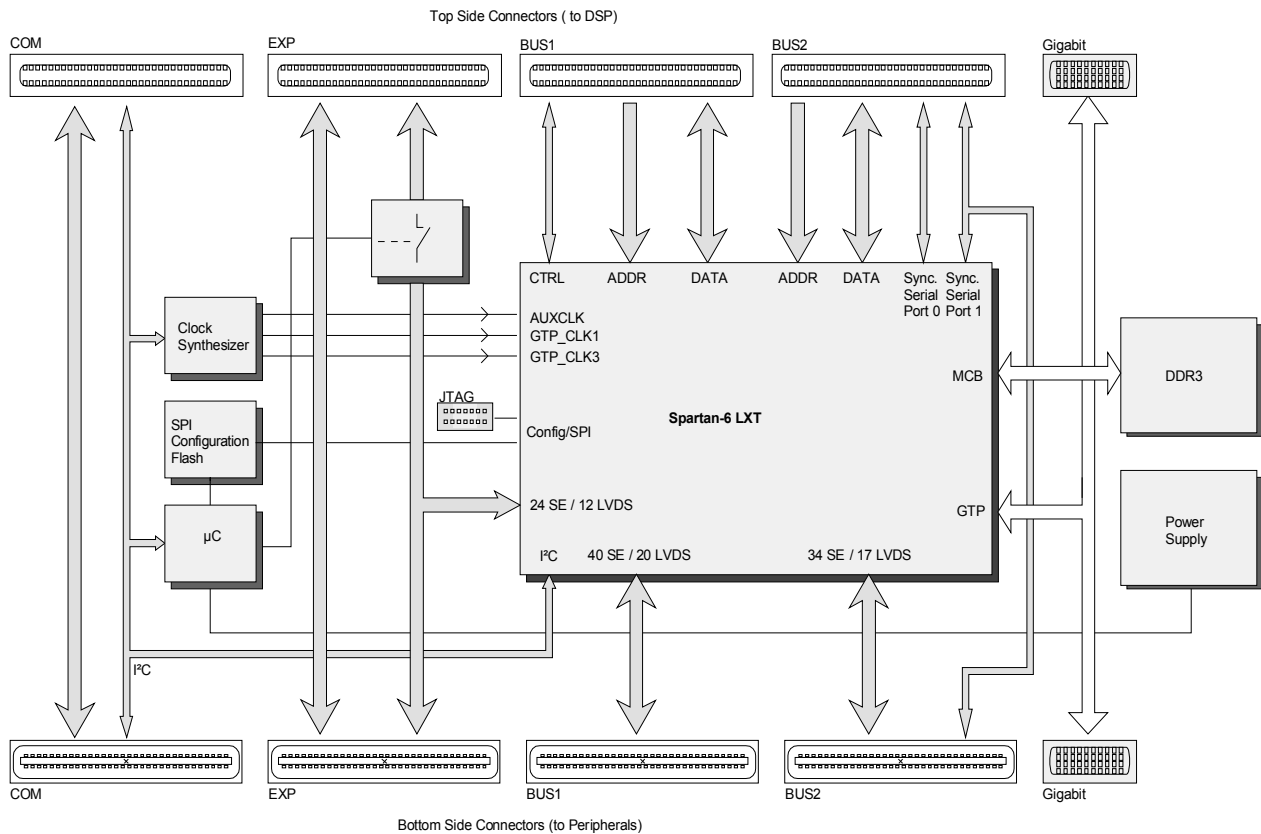 Top Side Connectors ( to DSP)
COM
EXP
BUS1
BUS2
Gigabit
CTRL
ADDR
DATA
ADDR
DATA
Sync.
Serial
Port 0
Sync.
Serial
Port 1
Clock
Synthesizer
AUXCLK
GTP_CLK1
GTP_CLK3
MCB
DDR3
JTAG
SPI
Configuration
Flash
Config/SPI
Spartan-6 LXT
24 SE / 12 LVDS
GTP
Power
Supply
µC
I²C
40 SE / 20 LVDS
34 SE / 17 LVDS
I²C
COM
EXP
BUS1
BUS2
Gigabit
Bottom Side Connectors (to Peripherals)